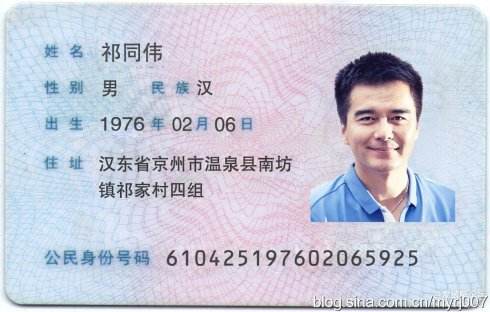 姓名 祁同伟
性别 男 民族 汉
出生 1976 年 02 月 06 日
住址 汉东省京州市温泉县南坊
镇祁家村四组
公民身份号码 610425197602065925
blog.sina.com.cn/myrj007